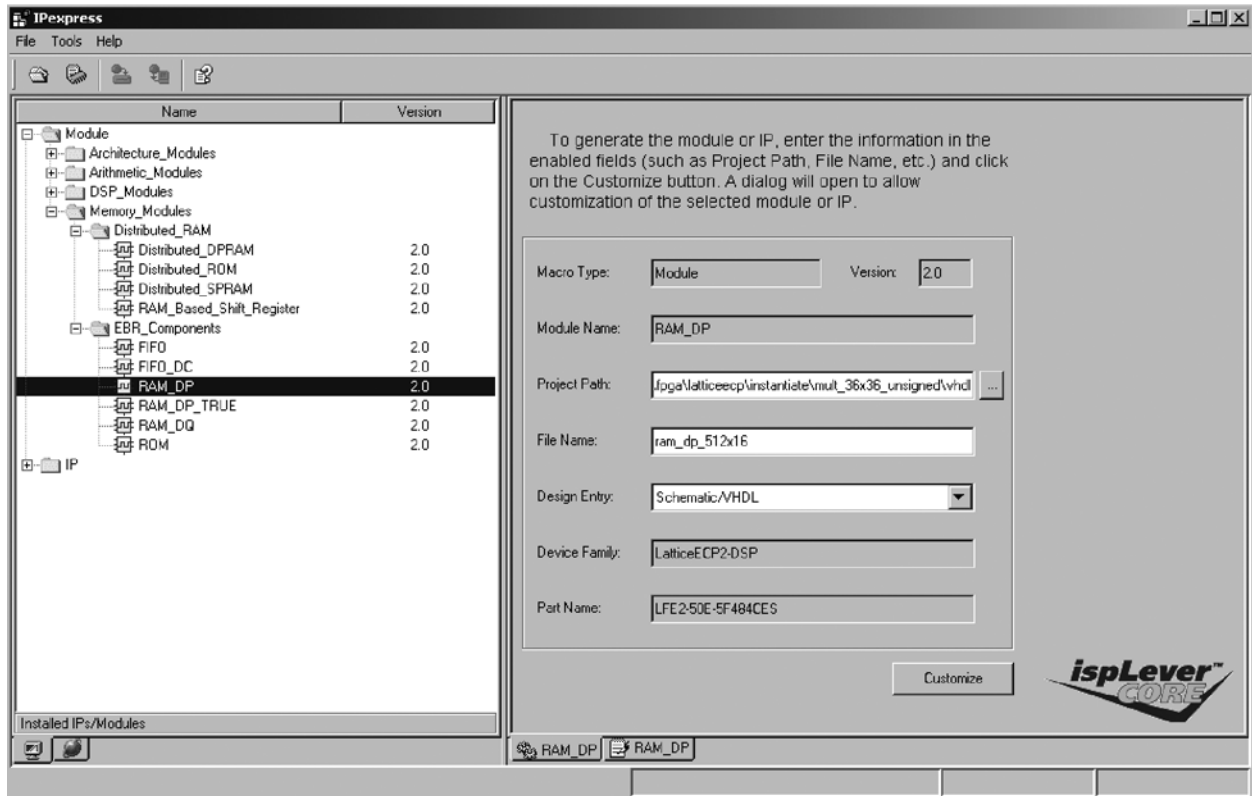 IPexpress
File Tools Help
Name Version
Module
Architecture_Modules
Arithmetic_Modules
DSP_Modules
Memory_Modules
Distributed_RAM
Distributed_DPRAM 2.0
Distributed_ROM 2.0
Distributed_SPRAM 2.0
RAM_Based_Shift_Register 2.0
EBR_Components
FIFO 2.0
FIFO_DC 2.0
RAM_DP 2.0
RAM_DP_TRUE 2.0
RAM_DQ 2.0
ROM 2.0
IP
Installed IPs/Modules
To generate the module or IP, enter the information in the
enabled fields (such as Project Path, File Name, etc.) and click
on the Customize button. A dialog will open to allow
customization of the selected module or IP.
Macro Type: Module Version: 2.0
Module Name: RAM_DP
Project Path: .fpga\latticeecp\instantiate\mult_36x36_unsigned\vhdl ...
File Name: ram_dp_512x16
Design Entry: Schematic/VHDL
Device Family: LatticeECP2-DSP
Part Name: LFE2-50E-5F484CES
Customize
ispLever™
CORE
RAM_DP RAM_DP